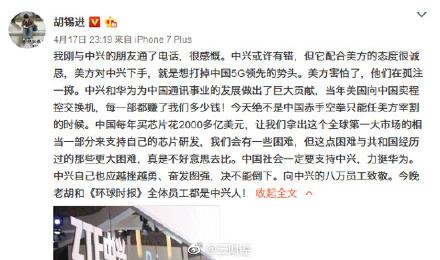 胡锡进
4月17日 23:19 来自 iPhone 7 Plus
我刚与中兴的朋友通了电话，很感慨。中兴或许有错，但它配合美方的态度很诚
恳，美方对中兴下手，就是想打掉中国5G领先的势头。美方害怕了，他们在孤注
一掷。中兴和华为为中国通讯事业的发展做出了巨大贡献，当年美向中国卖程
控交换机，每一部都赚了我们多少钱！今天绝不是中国赤手空拳只能任美方宰割
的时候。中国每年买芯片花2000多亿美元，让我们拿出这个全球第一大市场的相
当一部分来支持自己的芯片研发，我们会有一些困难，但这点困难与共和国经历
过的那些更大困难，真是不好意思去比。中国社会一定要支持中兴，力挺华为。
中兴自己也应越挫越勇、奋发图强，决不能倒下。向中兴的八万员工致敬。今晚
老胡和《环球时报》全体员工都是中兴人！ 收起全文
ZTE中兴